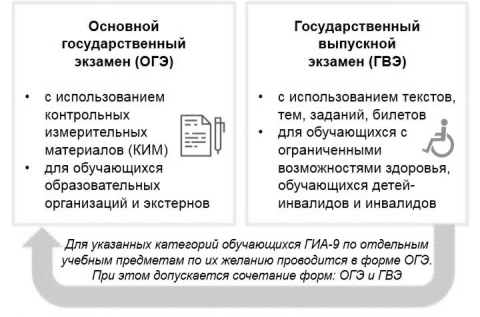 Основной
государственный
экзамен (ОГЭ)
• с использованием
контрольных
измерительных
материалов (КИМ)
• для обучающихся
образовательных
организаций и экстернов
Государственный
выпускной
экзамен (ГВЭ)
• с использованием текстов,
тем, заданий, билетов
• для обучающихся с
ограниченными
возможностями здоровья,
обучающихся детей-
инвалидов и инвалидов
Для указанных категорий обучающихся ГИА-9 по отдельным
учебным предметам по их желанию проводится в форме ОГЭ.
При этом допускается сочетание форм: ОГЭ и ГВЭ